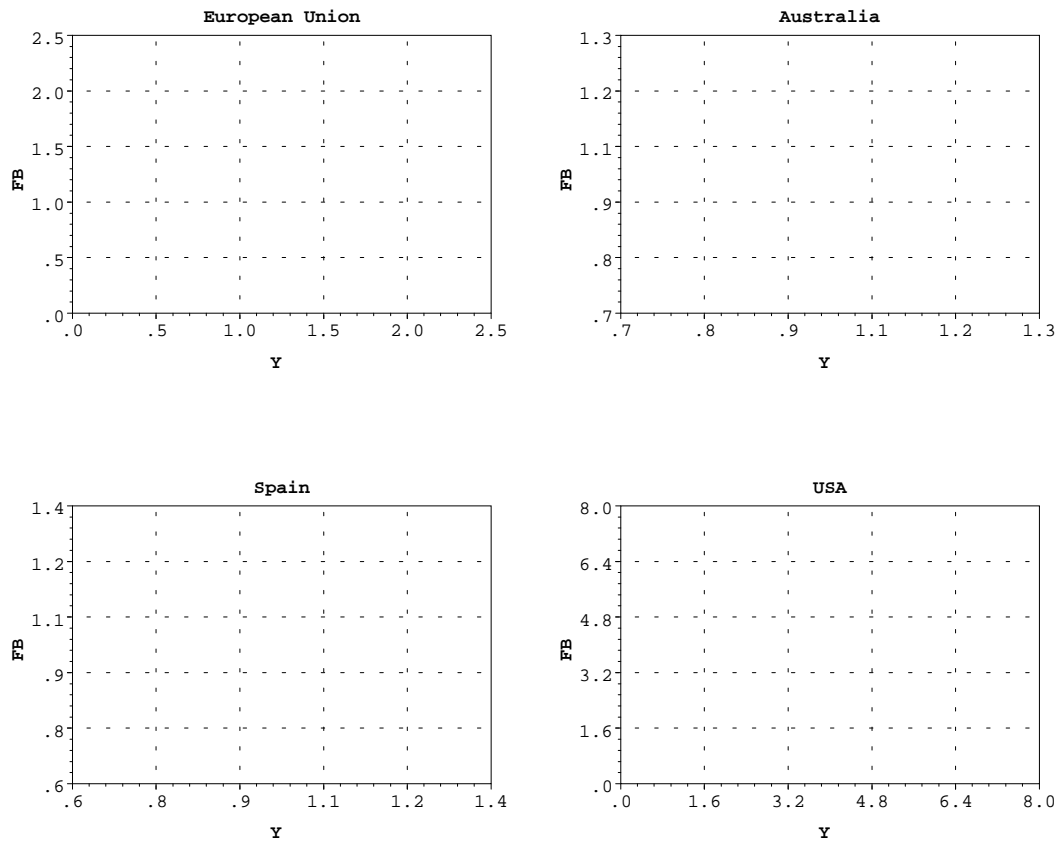 European Union
2.5
2.0
1.5
1.0
.5
.0
FB
.0 .5 1.0 1.5 2.0 2.5
Y
Australia
1.3
1.2
1.1
.9
.8
.7
FB
.7 .8 .9 1.1 1.2 1.3
Y
Spain
1.4
1.2
1.1
.9
.8
.6
FB
.6 .8 .9 1.1 1.2 1.4
Y
USA
8.0
6.4
4.8
3.2
1.6
.0
FB
.0 1.6 3.2 4.8 6.4 8.0
Y